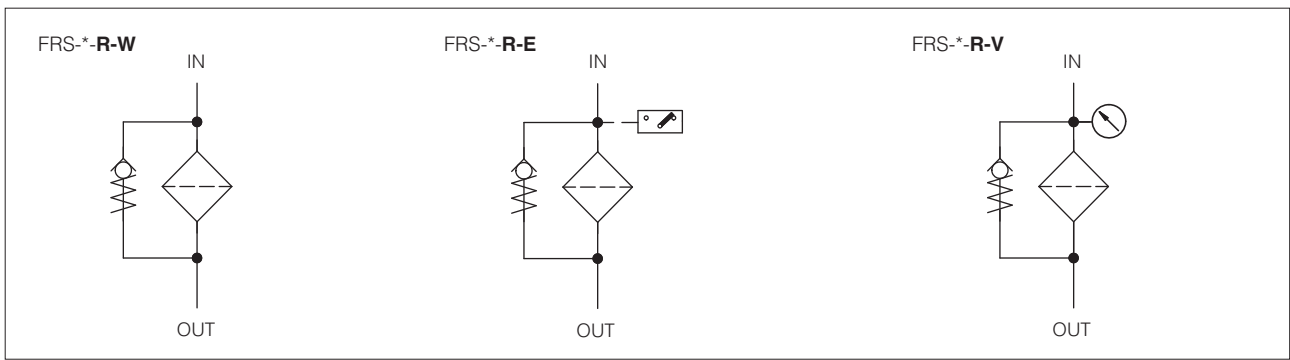 FRS-*-R-W
IN
OUT
FRS-*-R-E
IN
OUT
FRS-*-R-V
IN
OUT